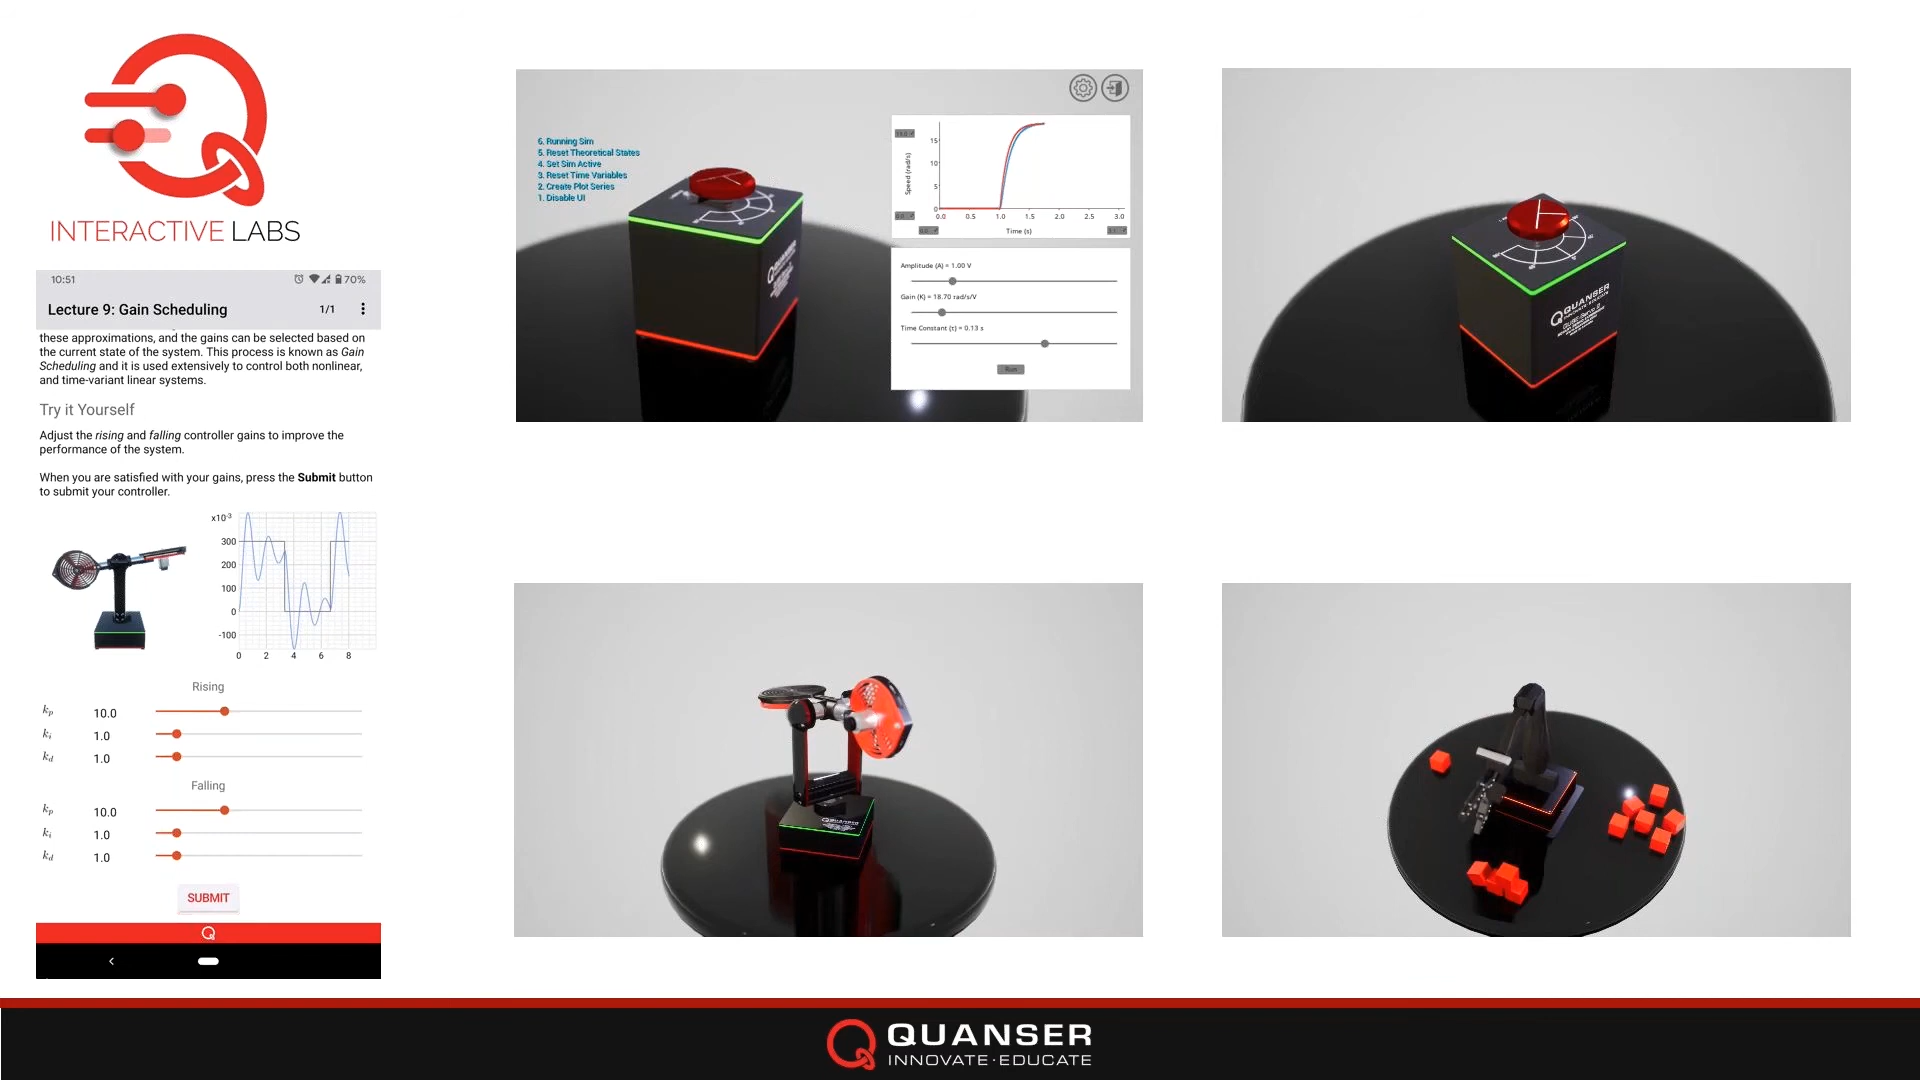 INTERACTIVE LABS
10:51
70%
Lecture 9: Gain Scheduling
1/1
these approximations, and the gains can be selected based on
the current state of the system. This process is known as Gain
Scheduling and it is used extensively to control both nonlinear,
and time-variant linear systems.
Try it Yourself
Adjust the rising and falling controller gains to improve the
performance of the system.
When you are satisfied with your gains, press the Submit button
to submit your controller.
x10-3
300
200
100
0
-100
0 2 4 6 8
Rising
kp 10.0
ki 1.0
kd 1.0
Falling
kp 10.0
ki 1.0
kd 1.0
SUBMIT
6. Running Sim
5. Reset Theoretical States
4. Set Sim Active
3. Reset Time Variables
2. Create Plot Series
1. Disable UI
Speed (rad/s)
15
10
5
0
0.0 0.5 1.0 1.5 2.0 2.5 3.0
Time (s)
Amplitude (A) = 1.00 V
Gain (K) = 18.70 rad/s/V
Time Constant (τ) = 0.13 s
Run
QUANSER
QUANSER
INNOVATE EDUCATE
QUBE-Servo 2
QUANSER
QUANSER
INNOVATE·EDUCATE